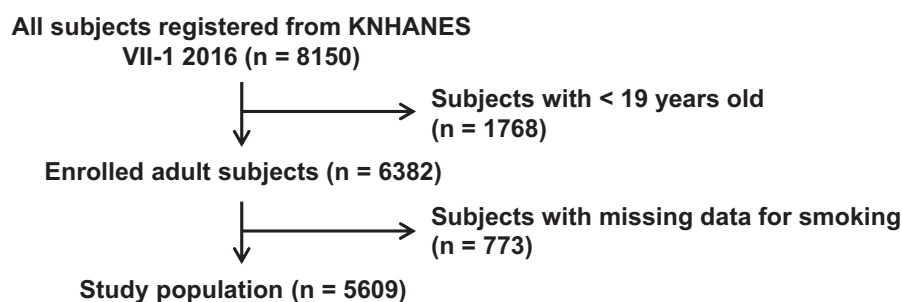 All subjects registered from KNHANES
VII-1 2016 (n = 8150)
Subjects with < 19 years old
(n = 1768)
Enrolled adult subjects (n = 6382)
Subjects with missing data for smoking
(n = 773)
Study population (n = 5609)